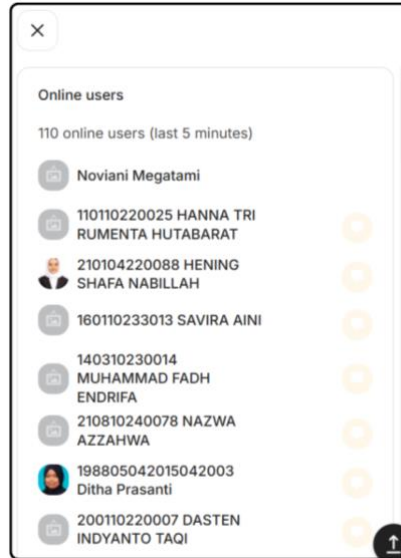 Online users
110 online users (last 5 minutes)
Noviani Megatami
110110220025 HANNA TRI
RUMENTA HUTABARAT
210104220088 HENING
SHAFA NABILLAH
160110233013 SAVIRA AINI
140310230014
MUHAMMAD FADH
ENDRIFA
210810240078 NAZWA
AZZAHWA
198805042015042003
Ditha Prasanti
200110220007 DASTEN
INDYANTO TAQI